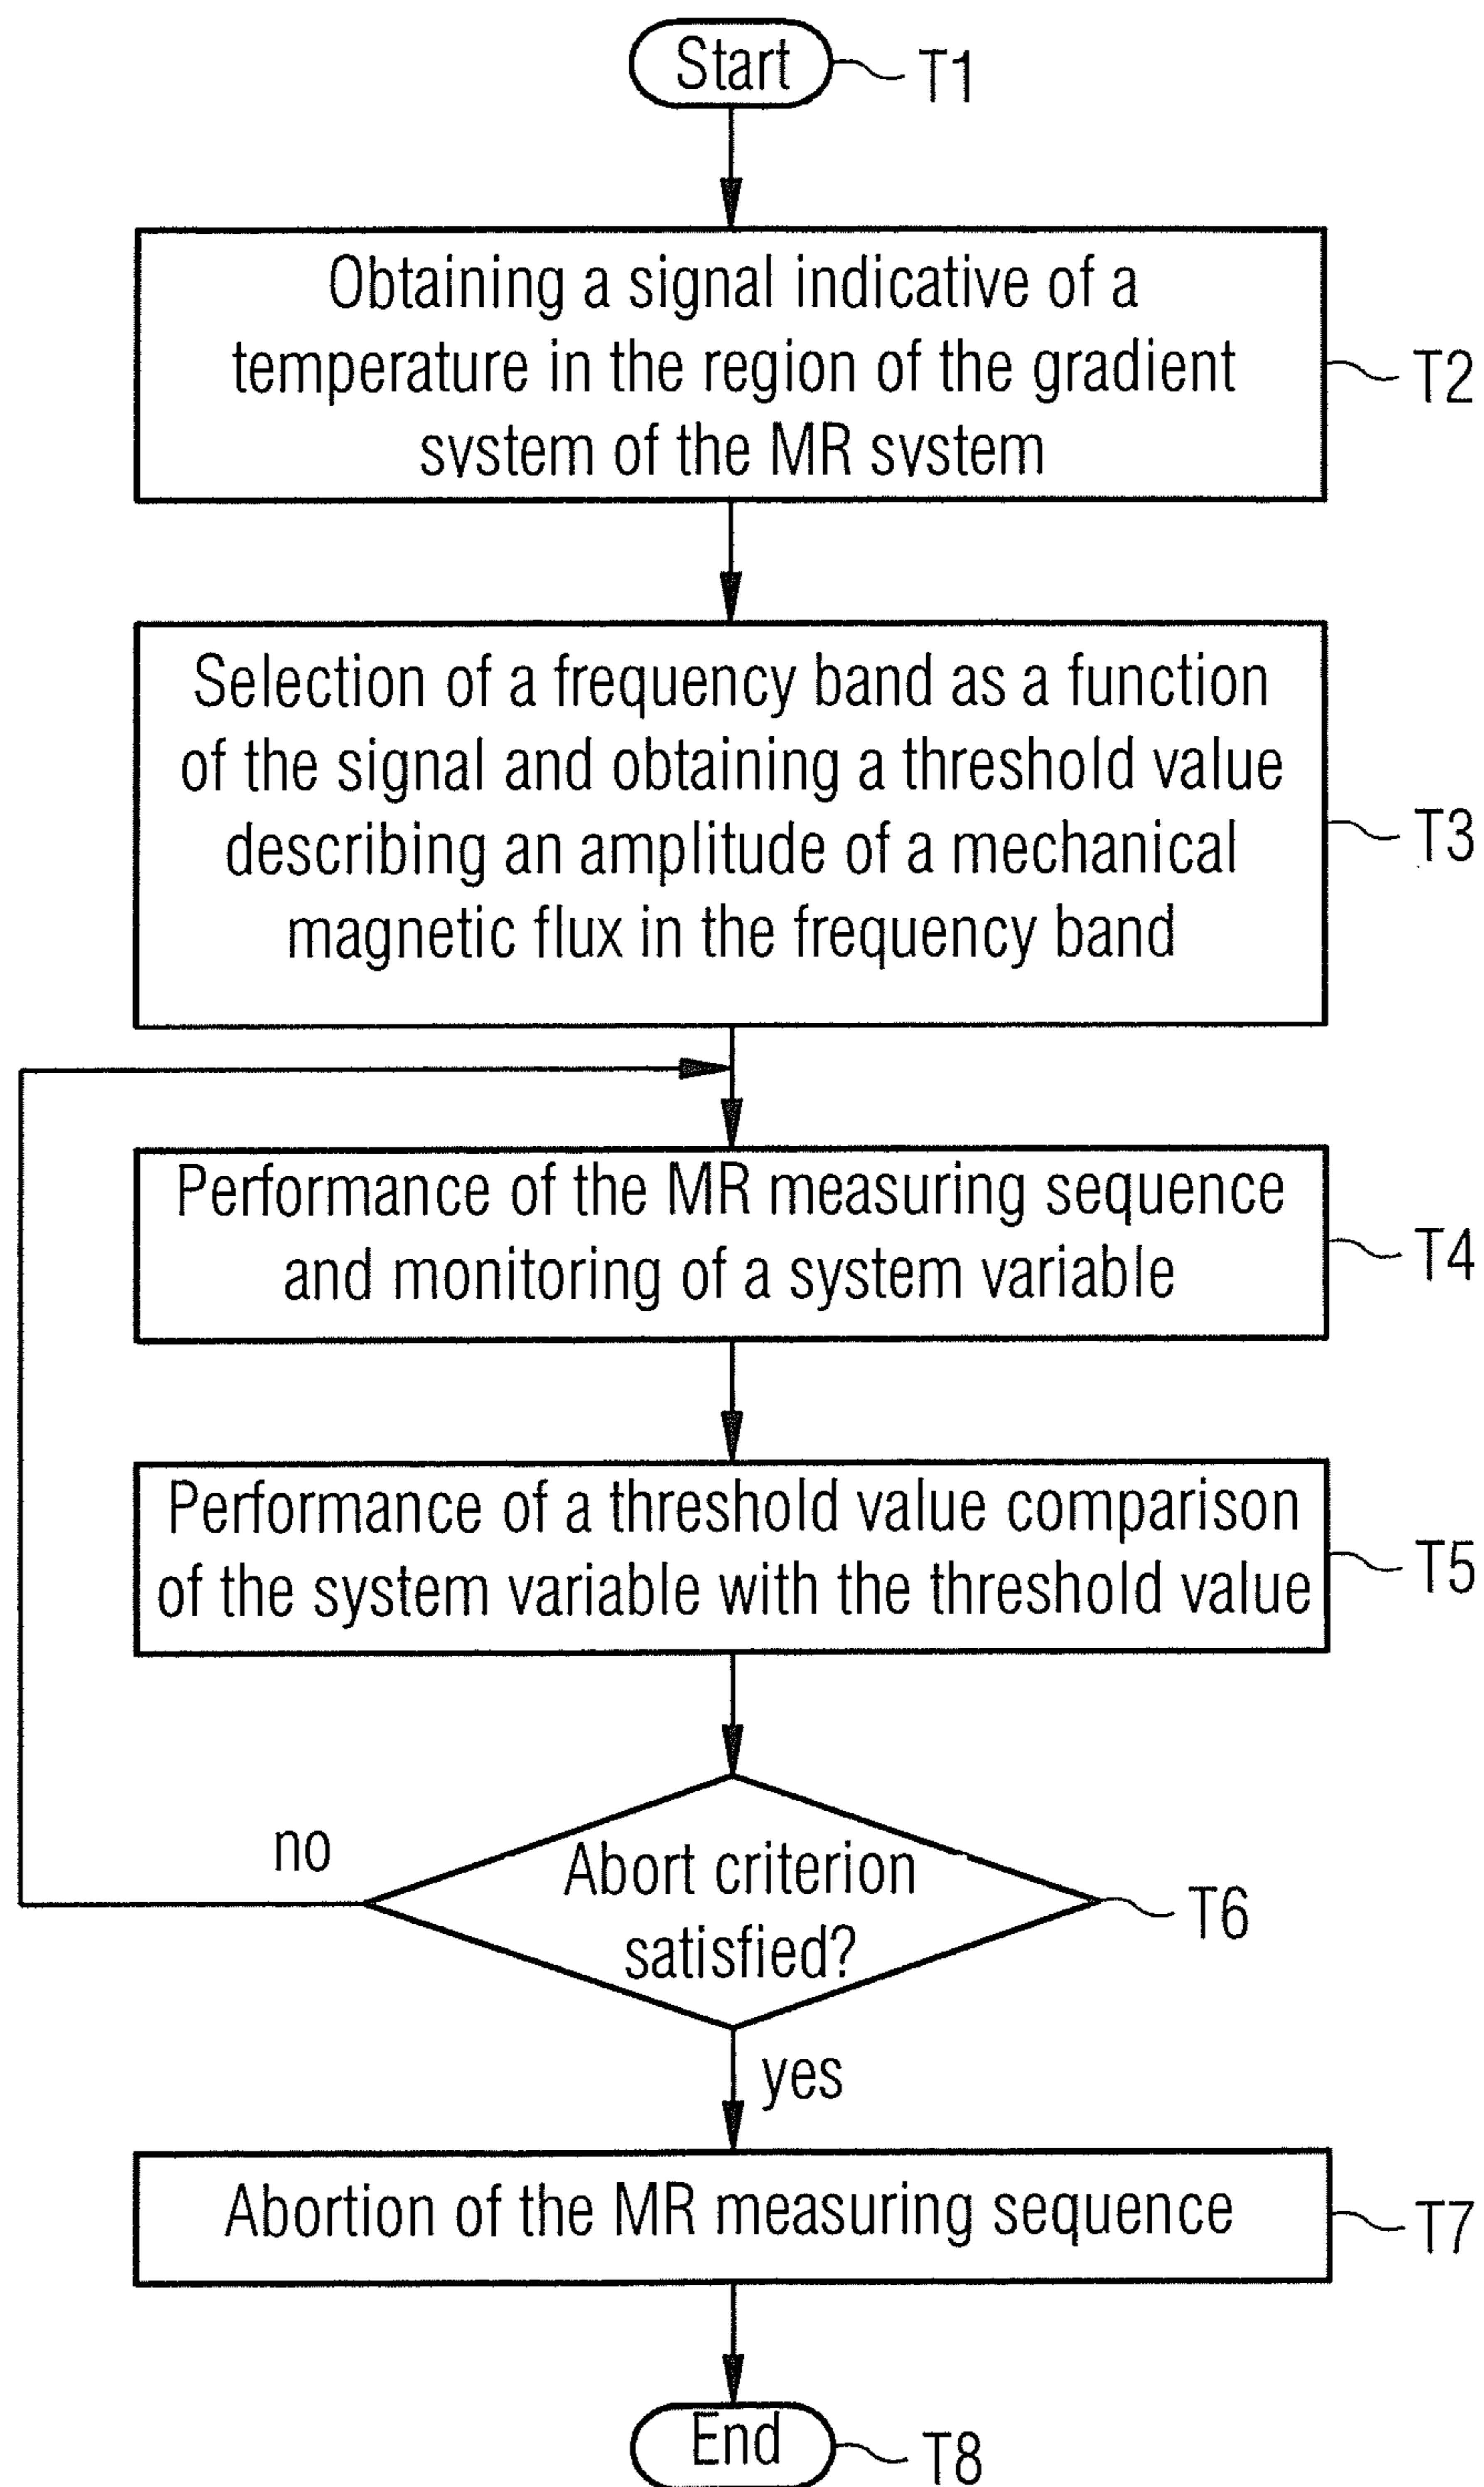 Start
T1
Obtaining a signal indicative of a
temperature in the region of the gradient
system of the MR system
T2
Selection of a frequency band as a function
of the signal and obtaining a threshold value
describing an amplitude of a mechanical
magnetic flux in the frequency band
T3
Performance of the MR measuring sequence
and monitoring of a system variable
T4
Performance of a threshold value comparison
of the system variable with the threshold value
T5
no
Abort criterion
satisfied?
T6
yes
Abortion of the MR measuring sequence
T7
End
T8